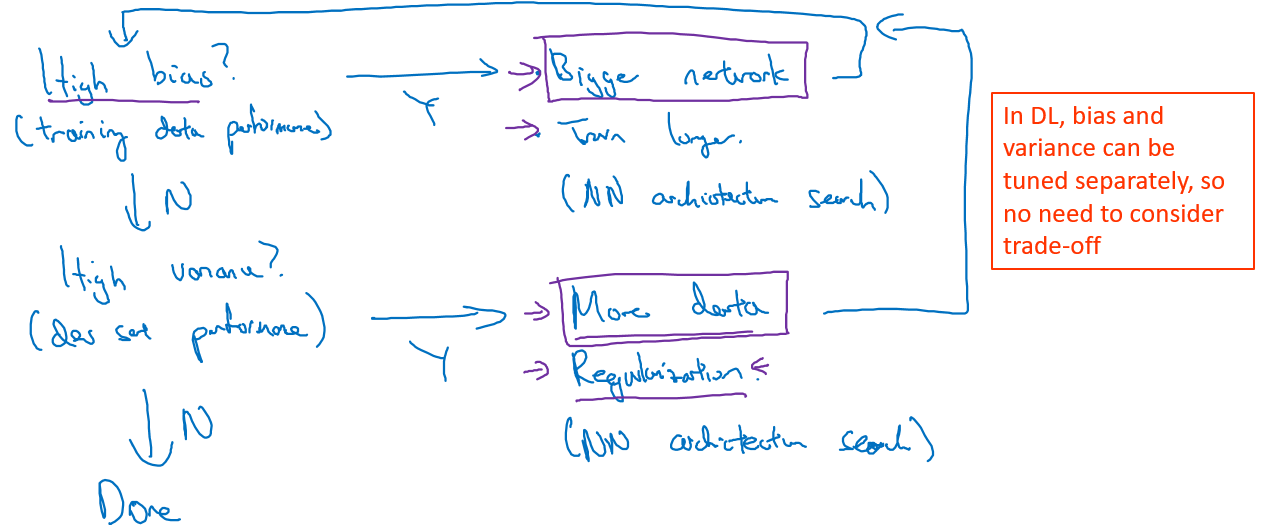 High bias?
(training data performance)
Y
Bigger network
Train longer.
(NN architecture search)
N
High variance?
(dev set performance)
Y
More data
Regularization.
(NN architecture search)
N
Done
In DL, bias and
variance can be
tuned separately, so
no need to consider
trade-off